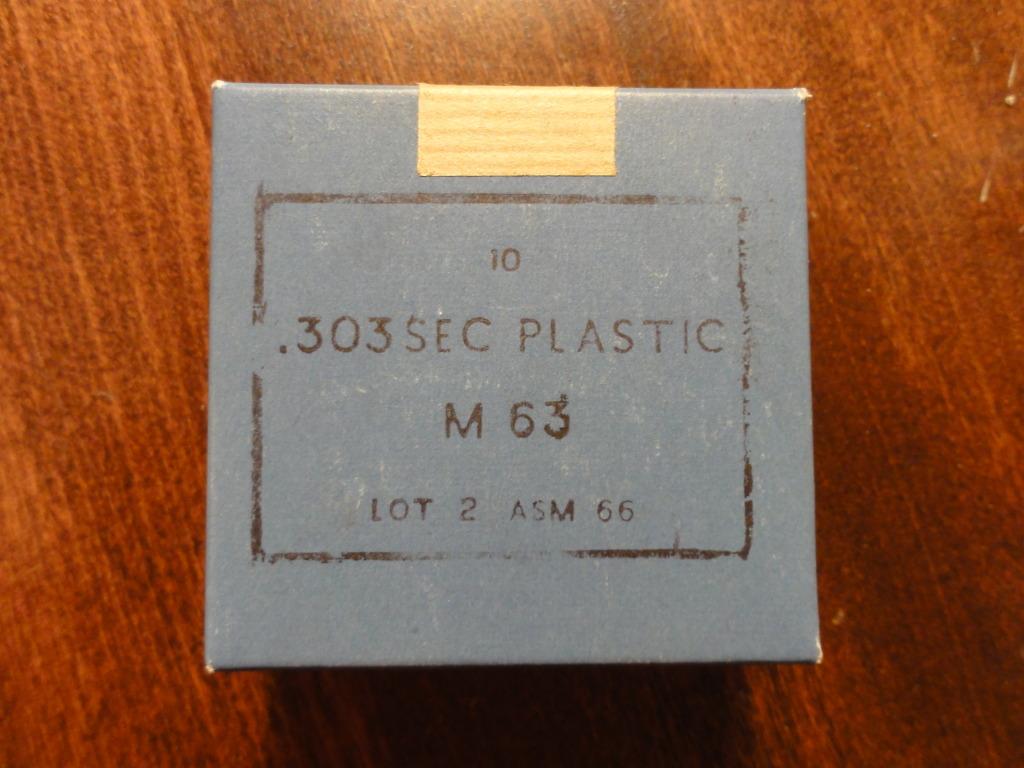 10
.303 SEC PLASTIC
M 63
LOT 2 ASM 66